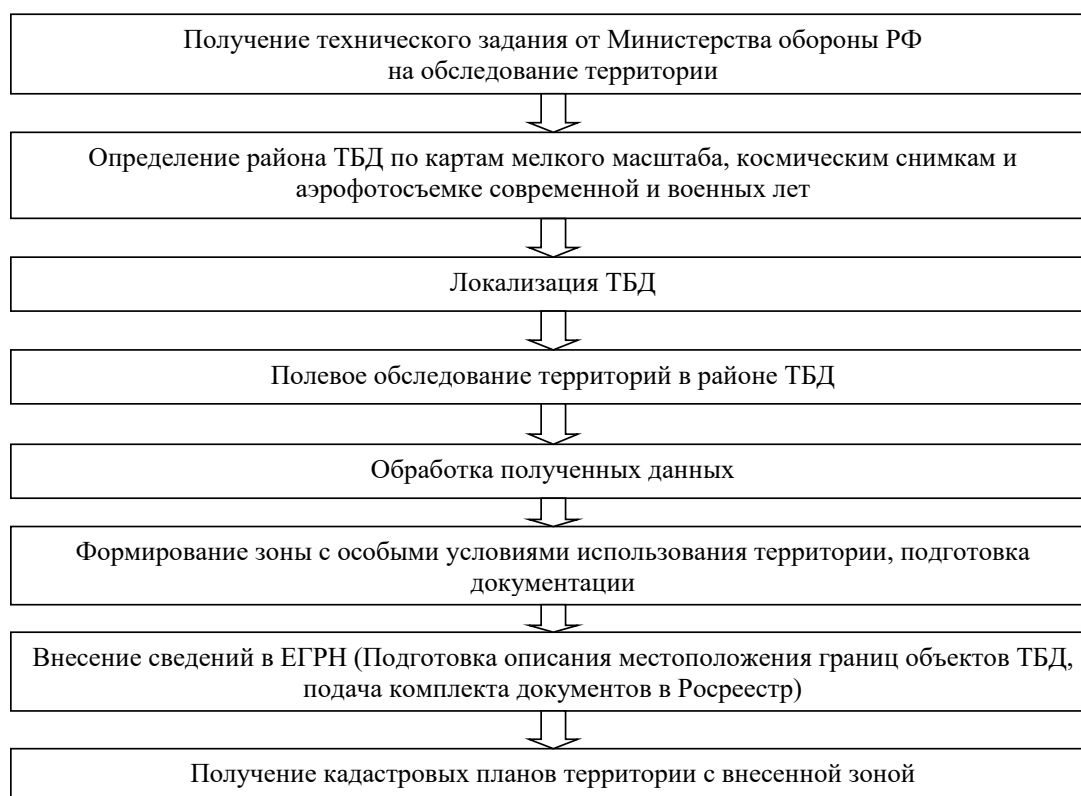 Получение технического задания от Министерства обороны РФ
на обследование территории
Определение района ТБД по картам мелкого масштаба, космическим снимкам и
аэрофотосъемке современной и военных лет
Локализация ТБД
Полевое обследование территорий в районе ТБД
Обработка полученных данных
Формирование зоны с особыми условиями использования территории, подготовка
документации
Внесение сведений в ЕГРН (Подготовка описания местоположения границ объектов ТБД,
подача комплекта документов в Росреестр)
Получение кадастровых планов территории с внесенной зоной